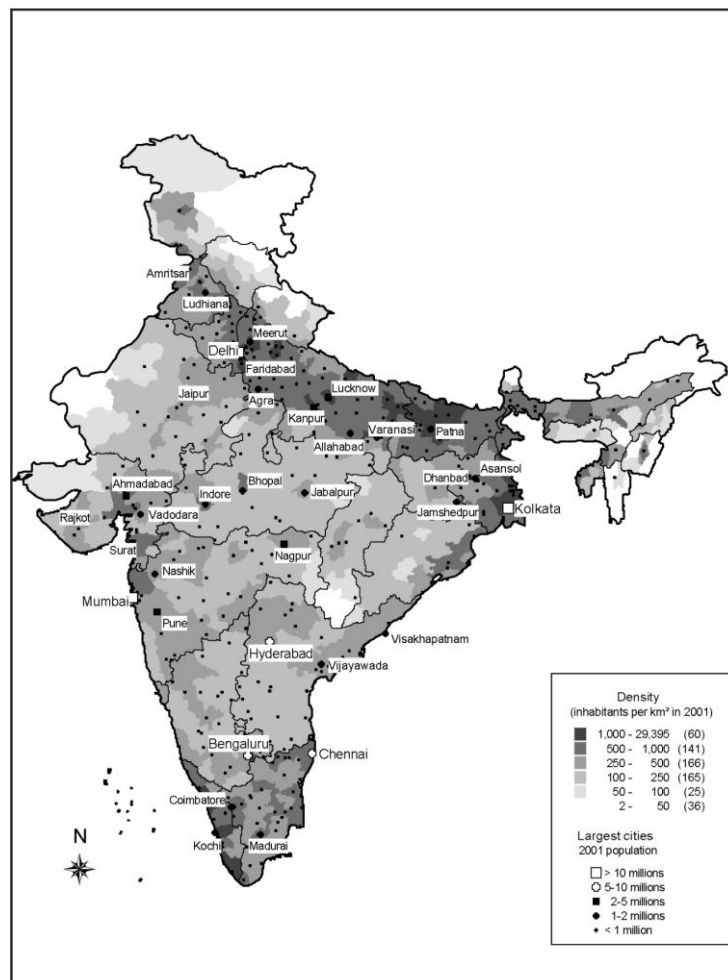 Amritsar
Ludhiana
Meerut
Delhi
Faridabad
Jaipur
Agra
Lucknow
Kanpur
Allahabad
Varanasi
Patna
Ahmadabad
Bhopal
Indore
Jabalpur
Dhanbad
Asansol
Rajkot
Vadodara
Jamshedpur
Kolkata
Surat
Nagpur
Nashik
Mumbai
Pune
Hyderabad
Visakhapatnam
Vijayawada
Bengaluru
Chennai
Coimbatore
Kochi
Madurai
N
Density
(inhabitants per km² in 2001)
1,000 - 29,395 (60)
500 - 1,000 (141)
250 - 500 (166)
100 - 250 (165)
50 - 100 (25)
2 - 50 (36)
Largest cities
2001 population
> 10 millions
5-10 millions
2-5 millions
1-2 millions
< 1 million